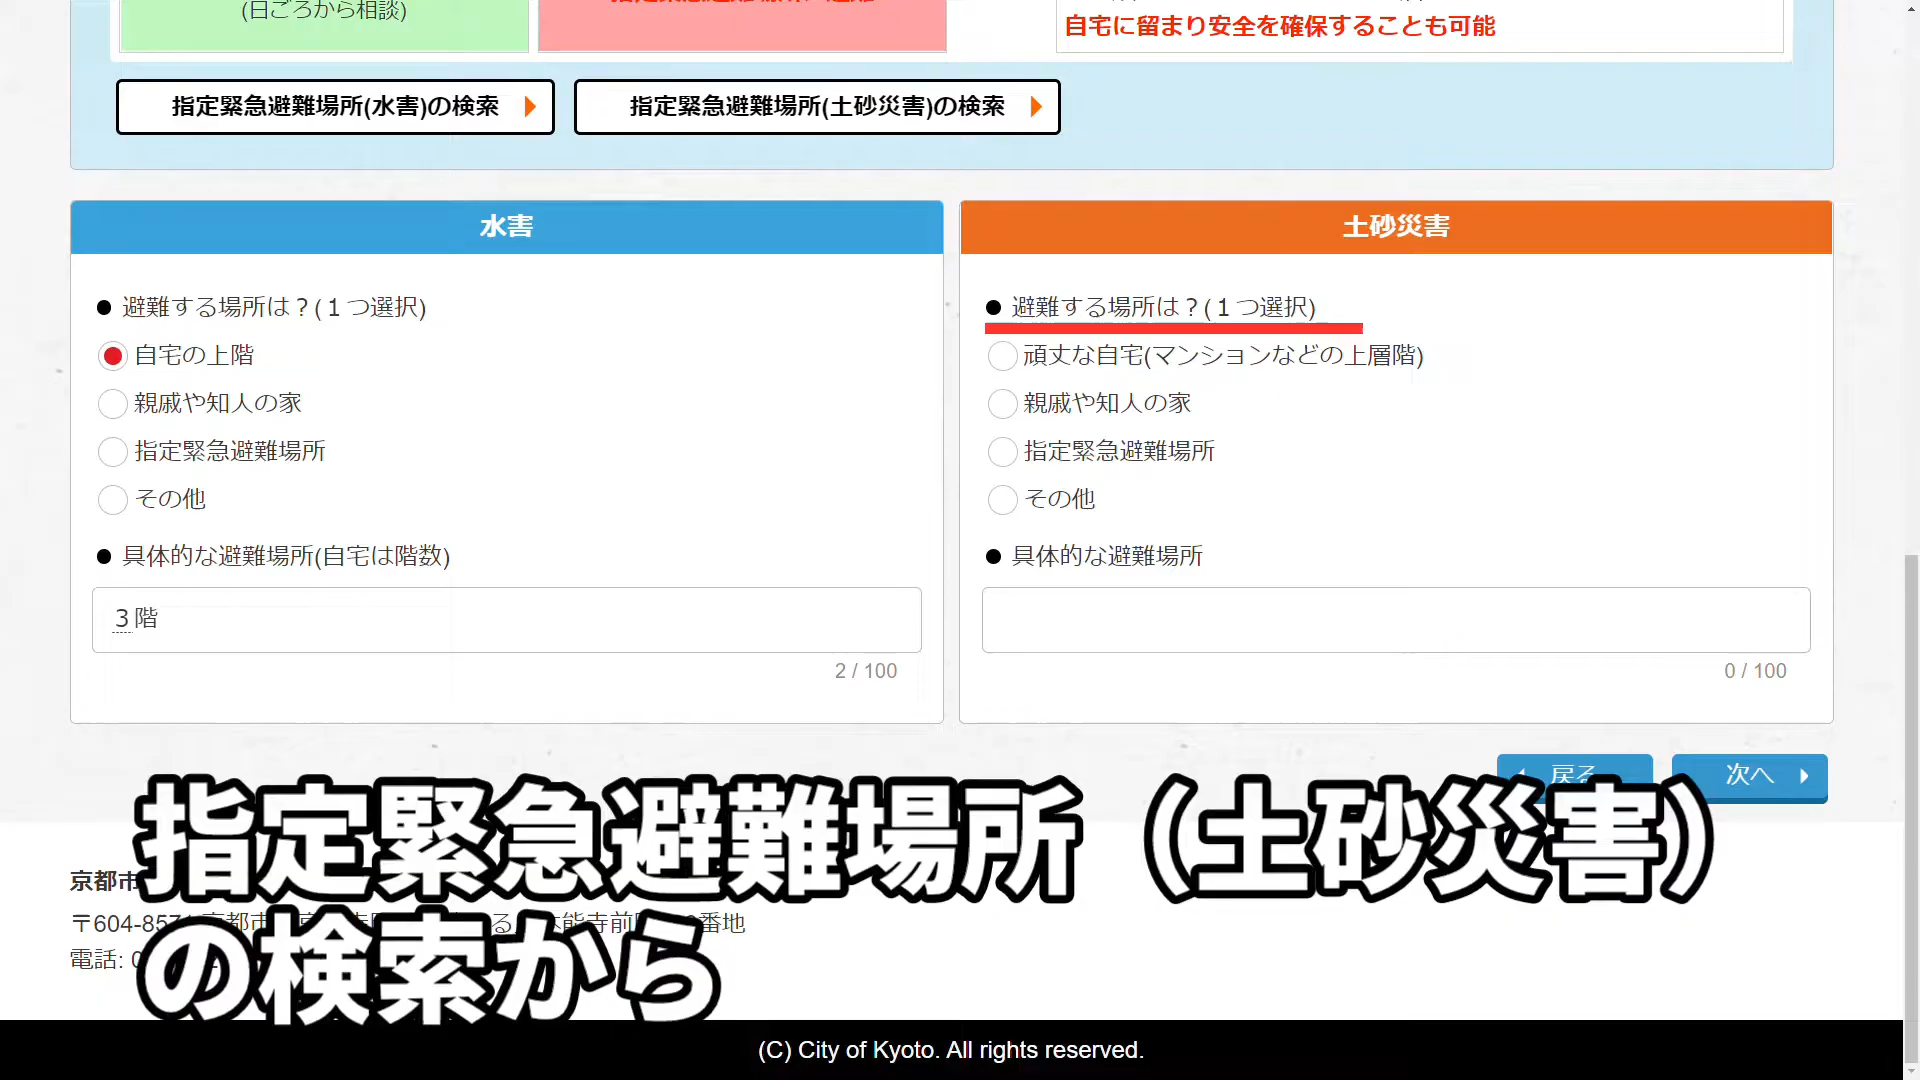 (日ごろから相談)
自宅に留まり安全を確保することも可能
指定緊急避難場所(水害)の検索
指定緊急避難場所(土砂災害)の検索
水害
● 避難する場所は？(１つ選択)
自宅の上階
親戚や知人の家
指定緊急避難場所
その他
● 具体的な避難場所(自宅は階数)
３階
2 / 100
土砂災害
● 避難する場所は？(１つ選択)
頑丈な自宅(マンションなどの上層階)
親戚や知人の家
指定緊急避難場所
その他
● 具体的な避難場所
0 / 100
戻る
次へ
指定緊急避難場所（土砂災害）
の検索から
京都市
〒604-857 京都市 能寺前 番地
電話: 0
(C) City of Kyoto. All rights reserved.